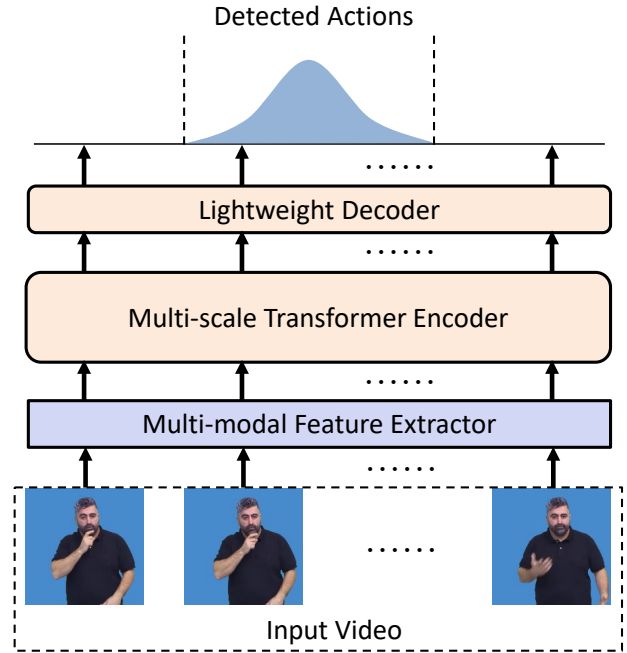 Detected Actions
......
Lightweight Decoder
......
Multi-scale Transformer Encoder
......
Multi-modal Feature Extractor
......
......
Input Video